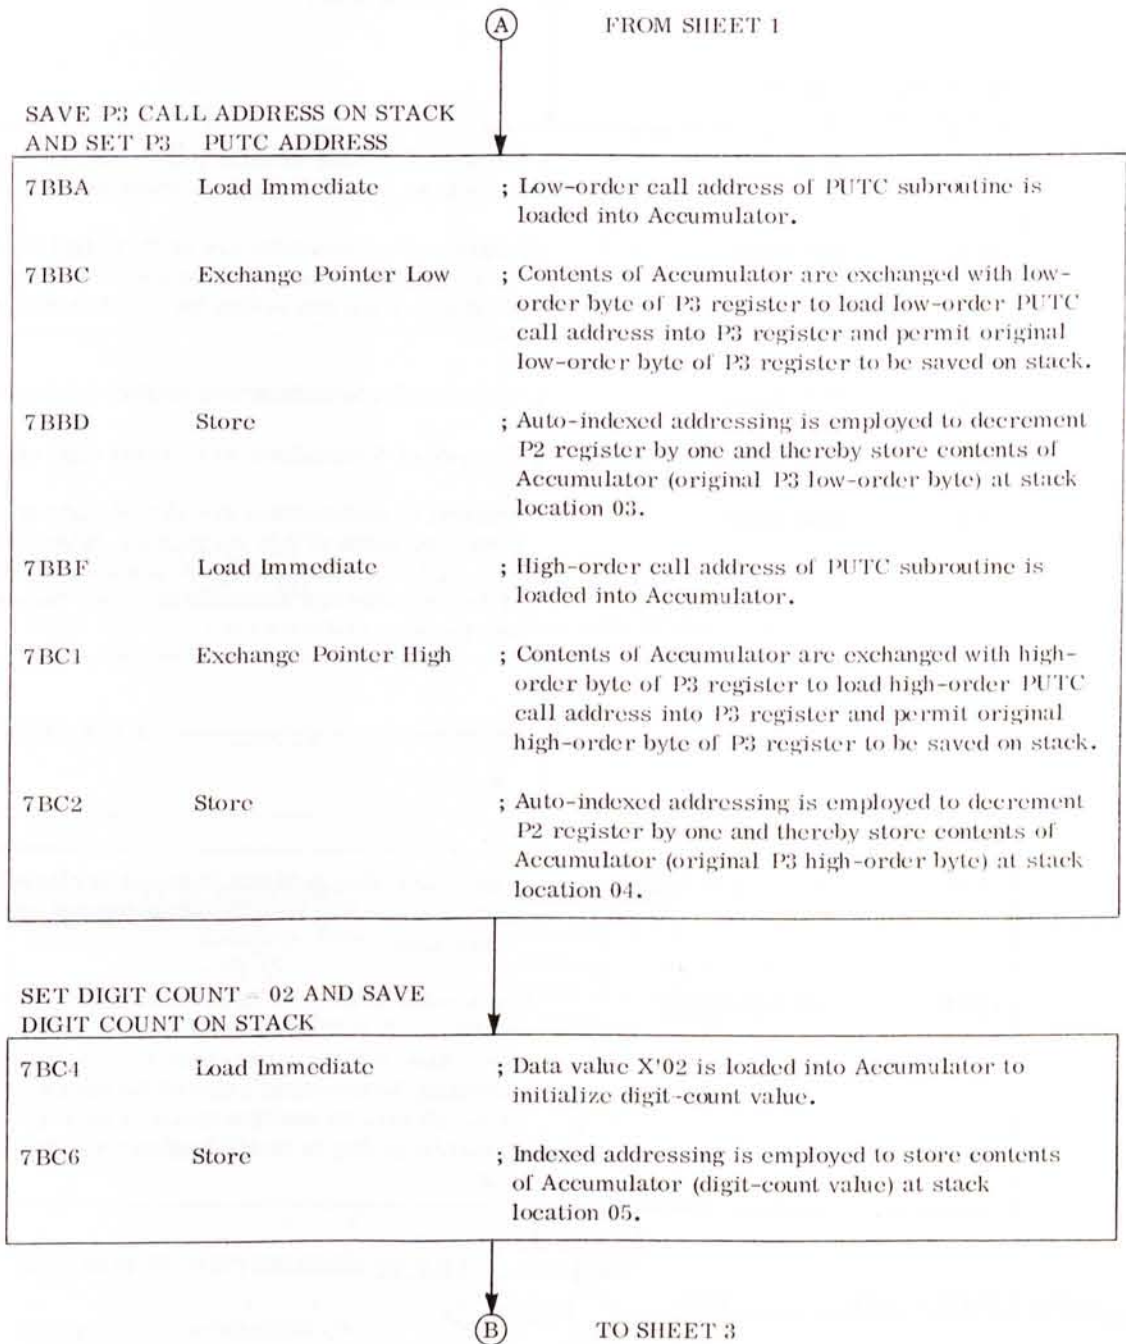 A FROM SHEET 1
SAVE P3 CALL ADDRESS ON STACK
AND SET P3 PUTC ADDRESS
7BBA Load Immediate ; Low-order call address of PUTC subroutine is
loaded into Accumulator.
7BBC Exchange Pointer Low ; Contents of Accumulator are exchanged with low-
order byte of P3 register to load low-order PUTC
call address into P3 register and permit original
low-order byte of P3 register to be saved on stack.
7BBD Store ; Auto-indexed addressing is employed to decrement
P2 register by one and thereby store contents of
Accumulator (original P3 low-order byte) at stack
location 03.
7BBF Load Immediate ; High-order call address of PUTC subroutine is
loaded into Accumulator.
7BC1 Exchange Pointer High ; Contents of Accumulator are exchanged with high-
order byte of P3 register to load high-order PUTC
call address into P3 register and permit original
high-order byte of P3 register to be saved on stack.
7BC2 Store ; Auto-indexed addressing is employed to decrement
P2 register by one and thereby store contents of
Accumulator (original P3 high-order byte) at stack
location 04.
SET DIGIT COUNT = 02 AND SAVE
DIGIT COUNT ON STACK
7BC4 Load Immediate ; Data value X'02 is loaded into Accumulator to
initialize digit-count value.
7BC6 Store ; Indexed addressing is employed to store contents
of Accumulator (digit-count value) at stack
location 05.
B TO SHEET 3